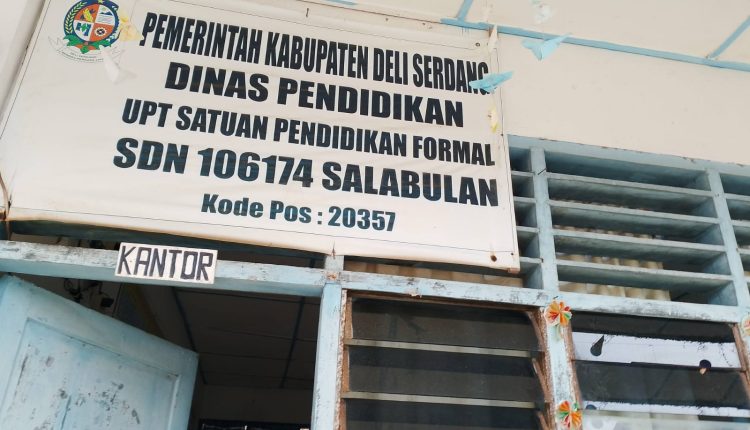 PEMERINTAH KABUPATEN DELI SERDANG
DINAS PENDIDIKAN
UPT SATUAN PENDIDIKAN FORMAL
SDN 106174 SALABULAN
Kode Pos : 20357
KANTOR